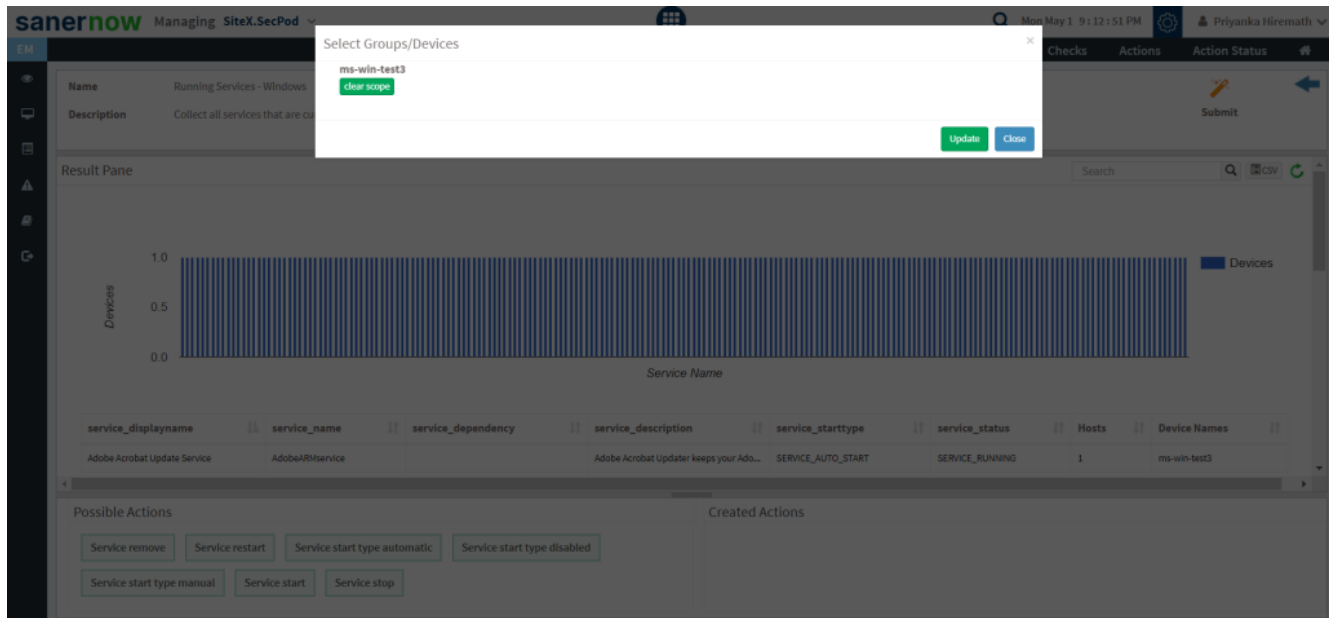 sanernow Managing SiteX.SecPod Mon May 1 9:12:51 PM Priyanka Hiremath
EM Checks Actions Action Status
Select Groups/Devices ×
ms-win-test3
clear scope
Update Close
Name Running Services - Windows
Description Collect all services that are cu
Submit
Result Pane Search CSV
1.0
0.5
0.0
Devices
Devices
Service Name
service_displayname service_name service_dependency service_description service_starttype service_status Hosts Device Names
Adobe Acrobat Update Service AdobeARMservice Adobe Acrobat Updater keeps your Ado... SERVICE_AUTO_START SERVICE_RUNNING 1 ms-win-test3
Possible Actions Created Actions
Service remove Service restart Service start type automatic Service start type disabled
Service start type manual Service start Service stop